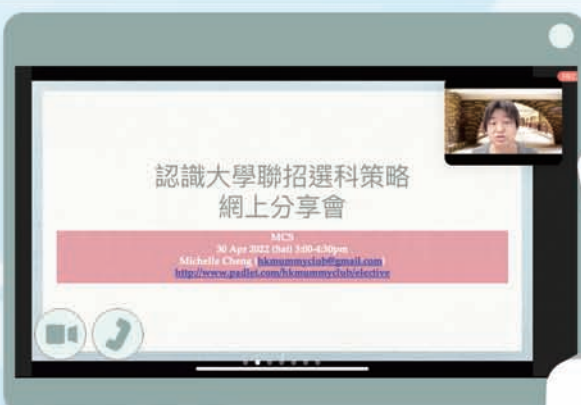 認識大學聯招選科策略
網上分享會
MCS
30 Apr 2022 (Sat) 3:00-4:30pm
Michelle Cheng (hkmummyclub@gmail.com)
http://www.padlet.com/hkmummyclub/elective